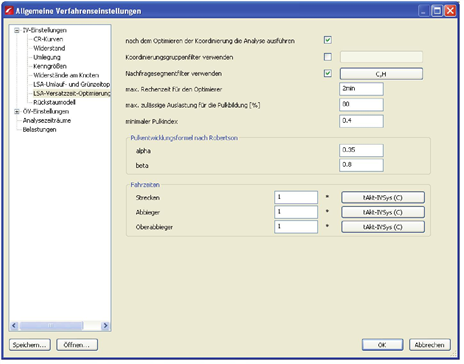 Allgemeine Verfahrenseinstellungen
IV-Einstellungen
CR-Kurven
Widerstand
Umlegung
Kenngrößen
Widerstände am Knoten
LSA-Umlauf- und Grünzeitop
LSA-Versatzzeit-Optimierung
Rückstaumodell
ÖV-Einstellungen
Analysezeiträume
Belastungen
nach dem Optimieren der Koordinierung die Analyse ausführen
Koordinierungsgruppenfilter verwenden
Nachfragesegmentfilter verwenden C,H
max. Rechenzeit für den Optimierer 2min
max. zulässige Auslastung für die Pulkbildung [%] 80
minimaler Pulkindex 0.4
Pulkentwicklungsformel nach Robertson
alpha 0.35
beta 0.8
Fahrzeiten
Strecken 1 * tAkt-IVSys (C)
Abbieger 1 * tAkt-IVSys (C)
Oberabbieger 1 * tAkt-IVSys (C)
Speichern... Öffnen... OK Abbrechen